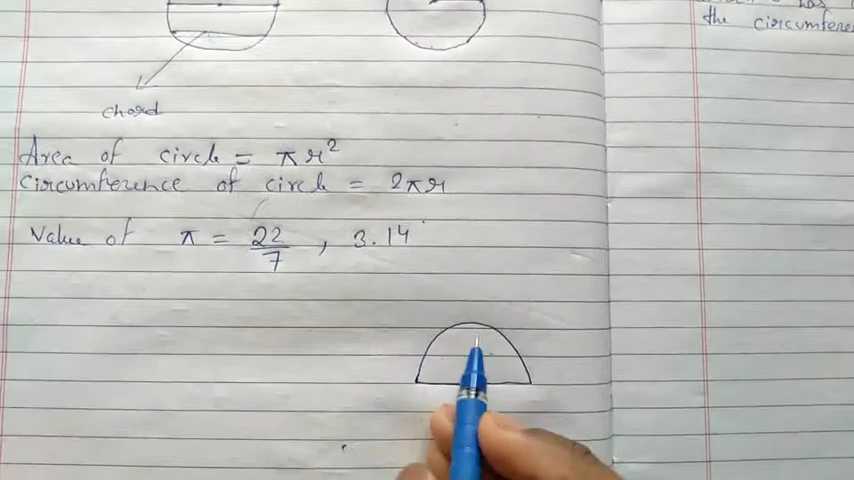 the circumference
chord
Area of circle = πr²
Circumference of circle = 2πr
Value of π = 22/7 , 3.14